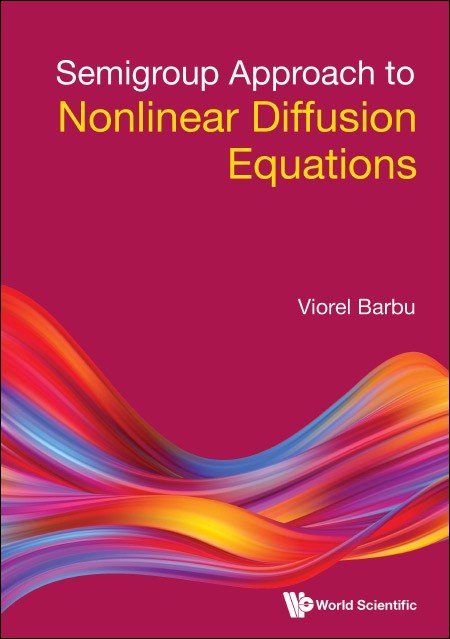 Semigroup Approach to
Nonlinear Diffusion
Equations
Viorel Barbu
World Scientific